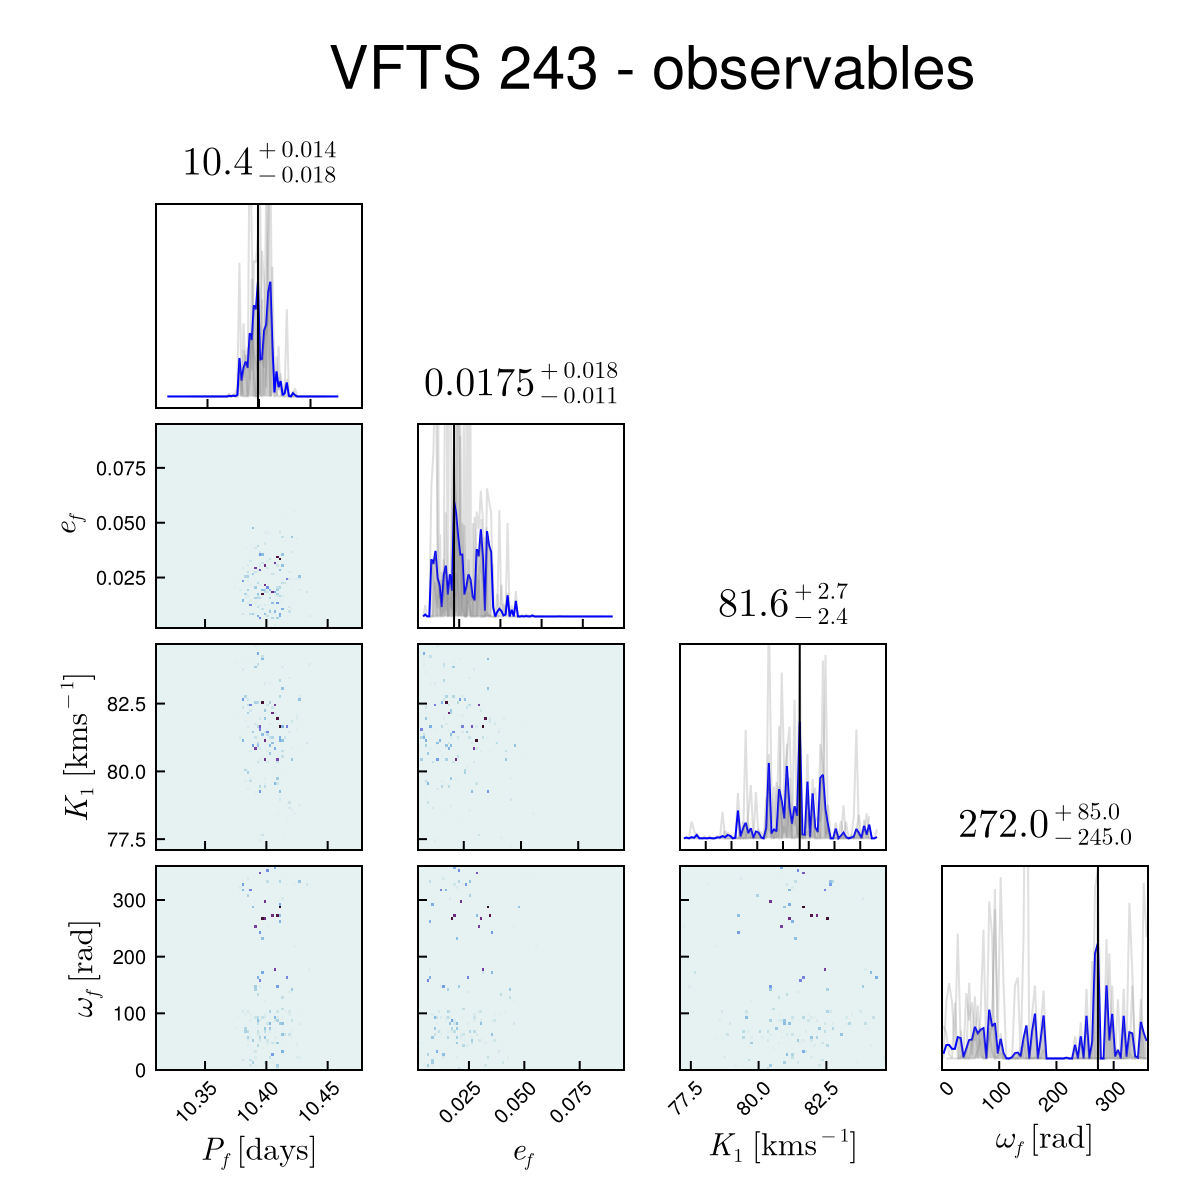 VFTS 243 - observables
10.4 + 0.014 − 0.018
0.0175 + 0.018 − 0.011
0.075
0.050
0.025
e_f
81.6 + 2.7 − 2.4
82.5
80.0
77.5
K_1 [kms^−1]
272.0 + 85.0 − 245.0
300
200
100
0
ω_f [rad]
10.35 10.40 10.45
0.025 0.050 0.075
77.5 80.0 82.5
0 100 200 300
P_f [days]
e_f
K_1 [kms^−1]
ω_f [rad]